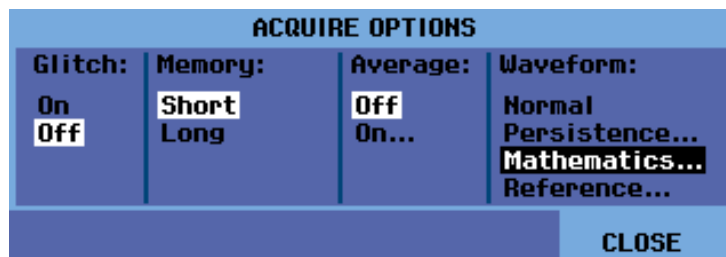 ACQUIRE OPTIONS
Glitch: Memory: Average: Waveform:
On Short Off Normal
Off Long On... Persistence...
Mathematics...
Reference...
CLOSE